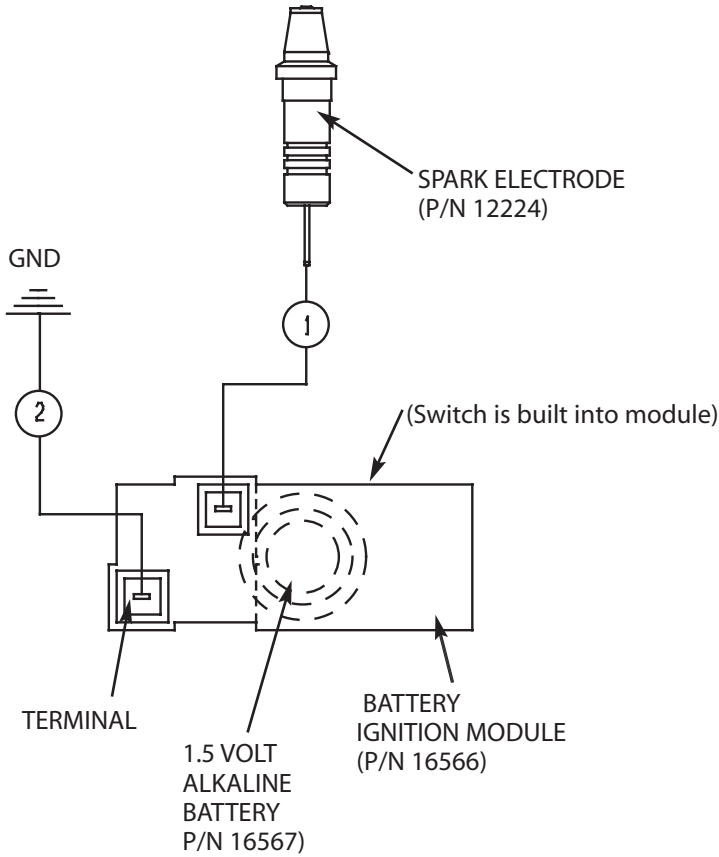 SPARK ELECTRODE
(P/N 12224)
GND
1
2
(Switch is built into module)
TERMINAL
1.5 VOLT
ALKALINE
BATTERY
P/N 16567)
BATTERY
IGNITION MODULE
(P/N 16566)